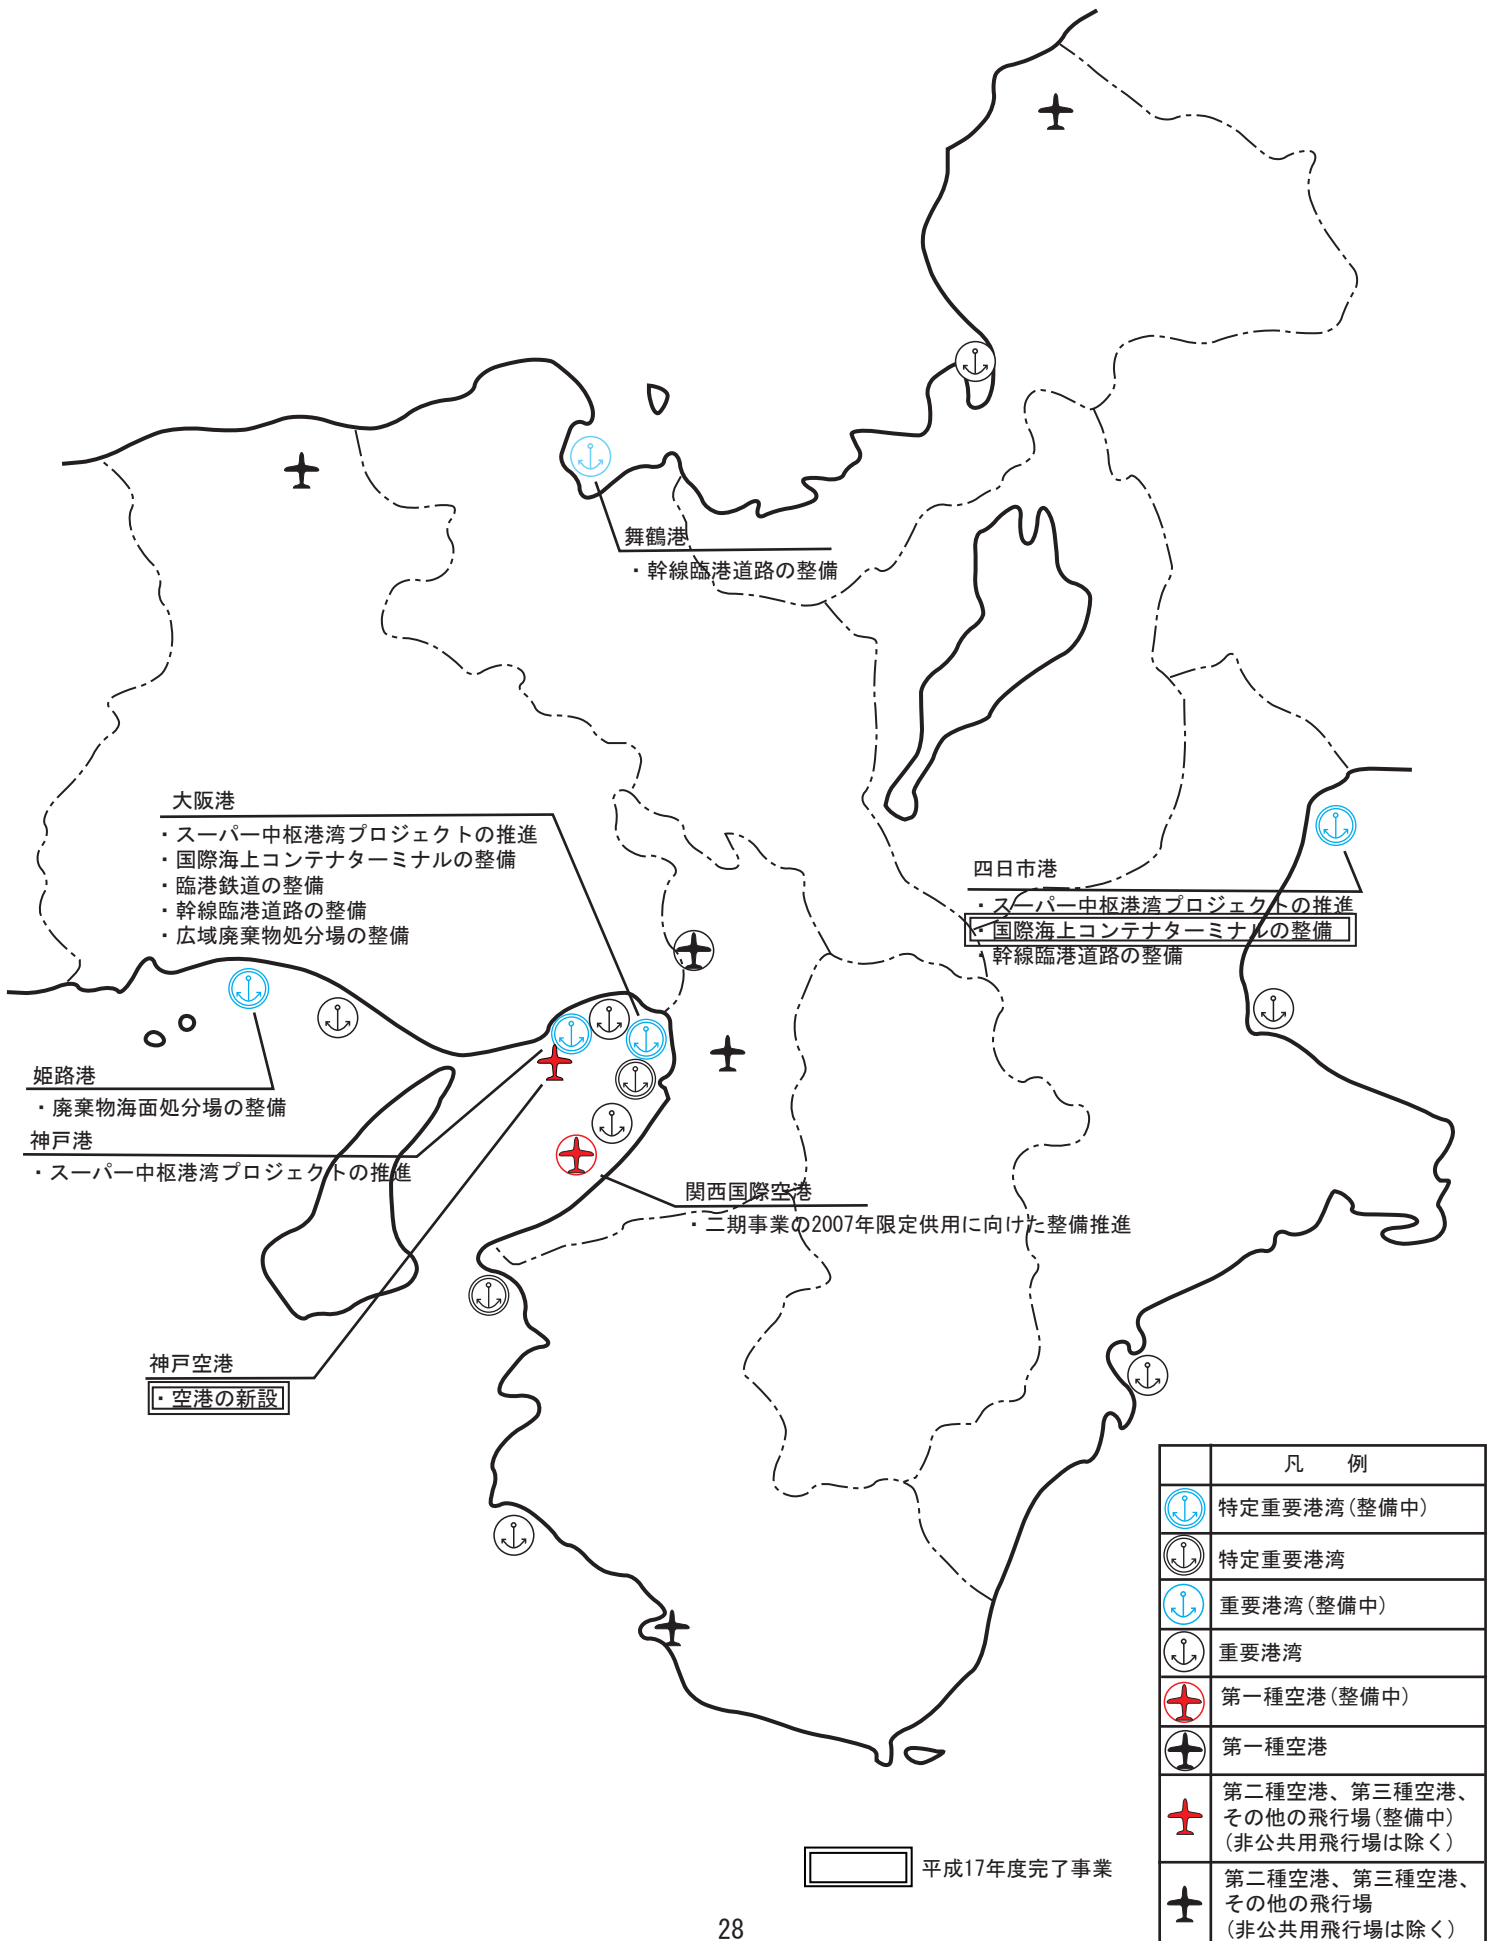 舞鶴港
・幹線臨港道路の整備
大阪港
・スーパー中枢港湾プロジェクトの推進
・国際海上コンテナターミナルの整備
・臨港鉄道の整備
・幹線臨港道路の整備
・広域廃棄物処分場の整備
四日市港
・スーパー中枢港湾プロジェクトの推進
・国際海上コンテナターミナルの整備
・幹線臨港道路の整備
姫路港
・廃棄物海面処分場の整備
神戸港
・スーパー中枢港湾プロジェクトの推進
関西国際空港
・二期事業の2007年限定供用に向けた整備推進
神戸空港
・空港の新設
凡　例
特定重要港湾(整備中)
特定重要港湾
重要港湾(整備中)
重要港湾
第一種空港(整備中)
第一種空港
第二種空港、第三種空港、
その他の飛行場(整備中)
(非公共用飛行場は除く)
第二種空港、第三種空港、
その他の飛行場
(非公共用飛行場は除く)
平成17年度完了事業
28